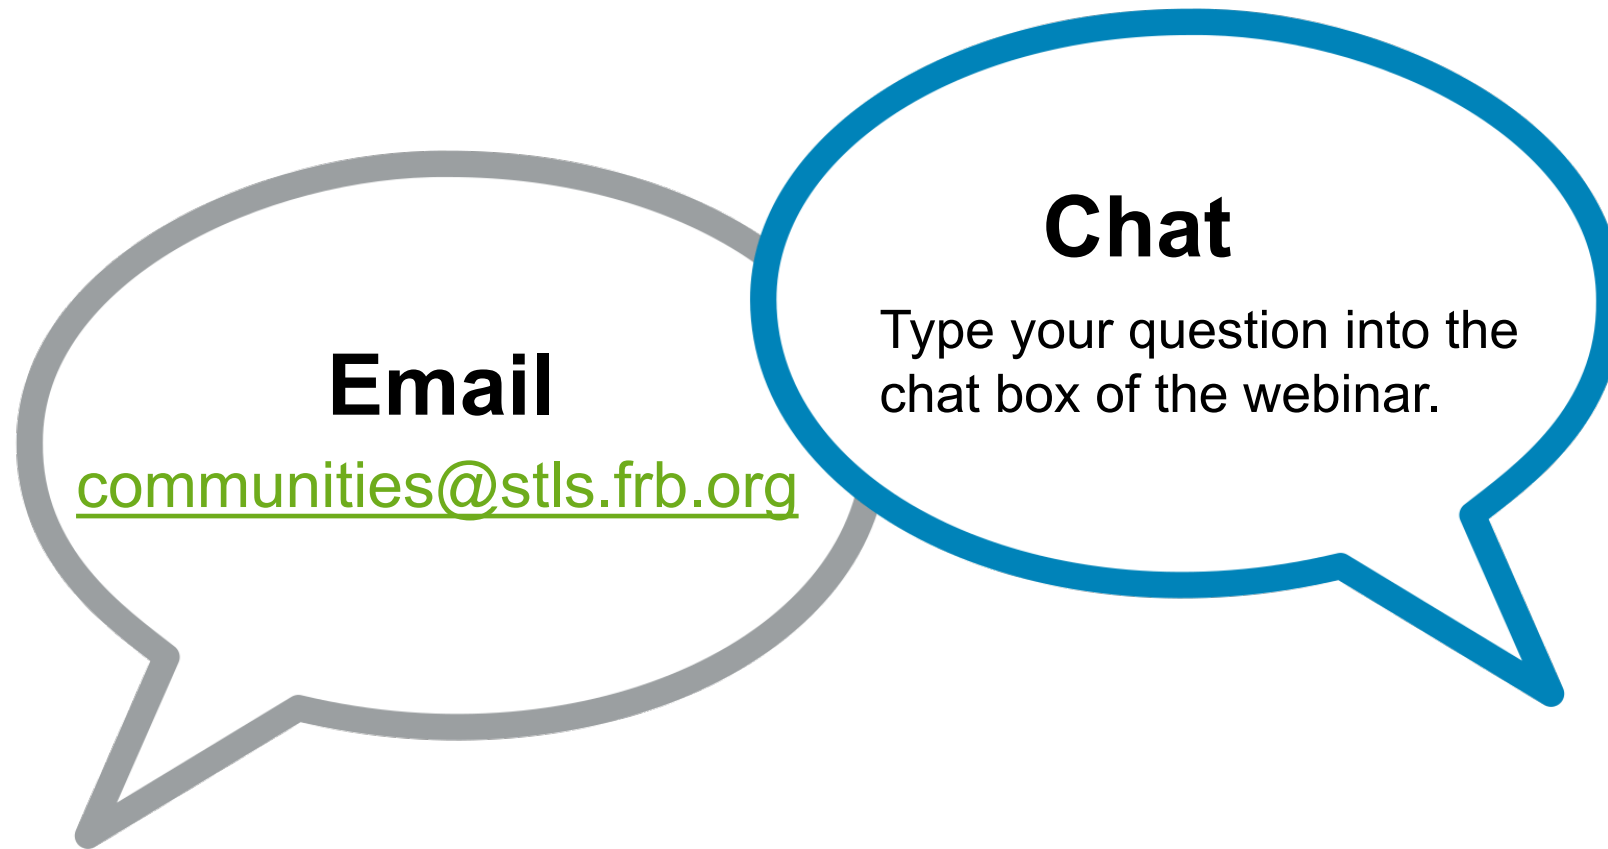 Email
communities@stls.frb.org
Chat
Type your question into the
chat box of the webinar.